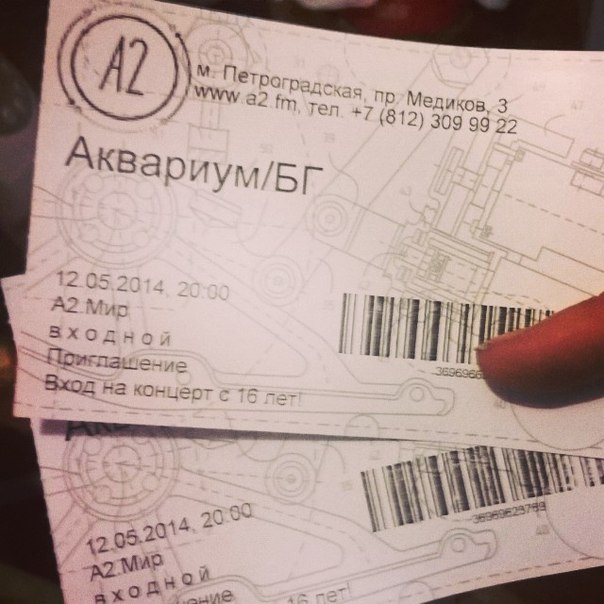 A2
м. Петроградская, пр. Медиков, 3
www.a2.fm, тел. +7 (812) 309 99 22
Аквариум/БГ
12.05.2014, 20:00
А2.Мир
входной
Приглашение
Вход на концерт с 16 лет!
12.05.2014, 20:00
А2.Мир
входной
16 лет!